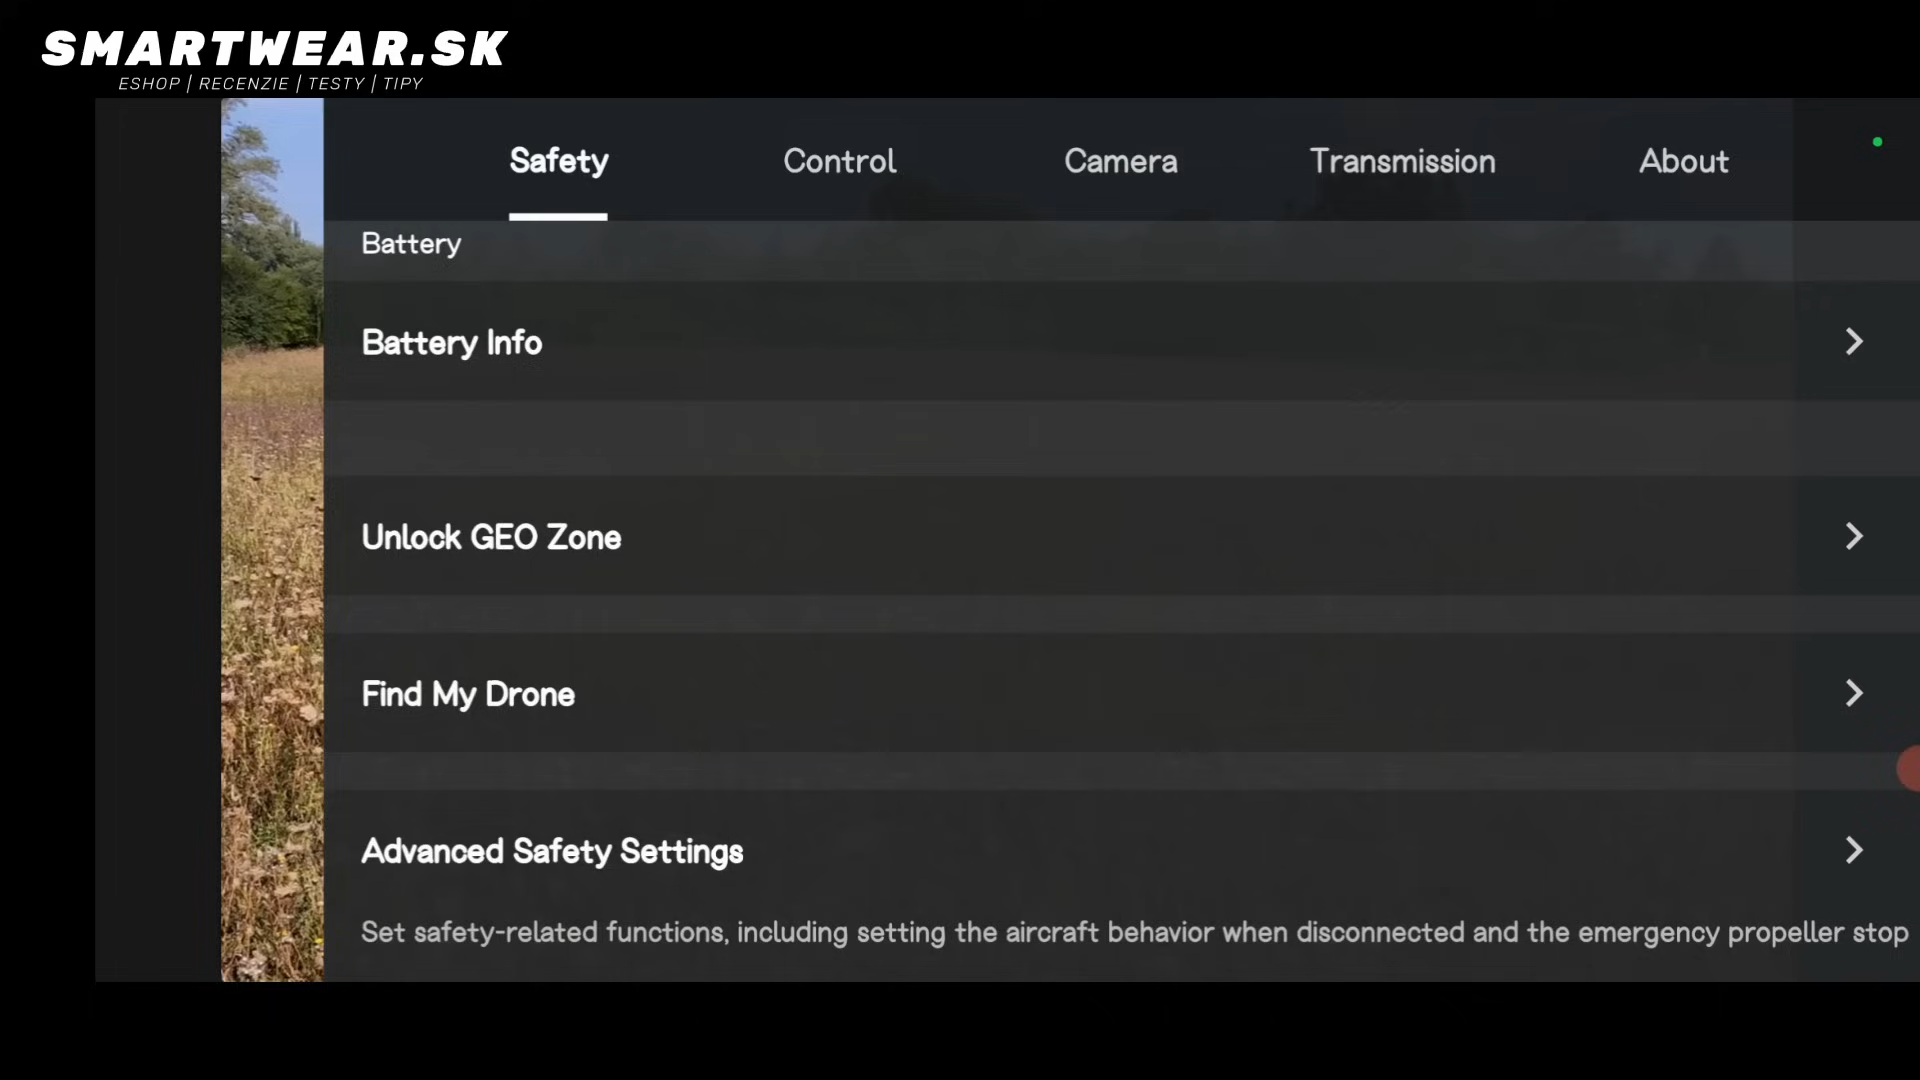 SMARTWEAR.SK
ESHOP | RECENZIE | TESTY | TIPY
Safety Control Camera Transmission About
Battery
Battery Info
Unlock GEO Zone
Find My Drone
Advanced Safety Settings
Set safety-related functions, including setting the aircraft behavior when disconnected and the emergency propeller stop